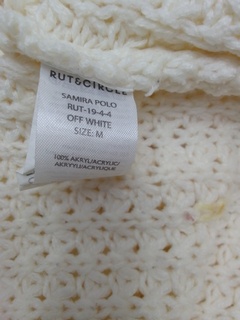 RUT&CIRCLE
SAMIRA POLO
RUT-19-4-4
OFF WHITE
SIZE: M
100% AKRYL/ACRYLIC/
AKRYYLI/ACRYLIQUE